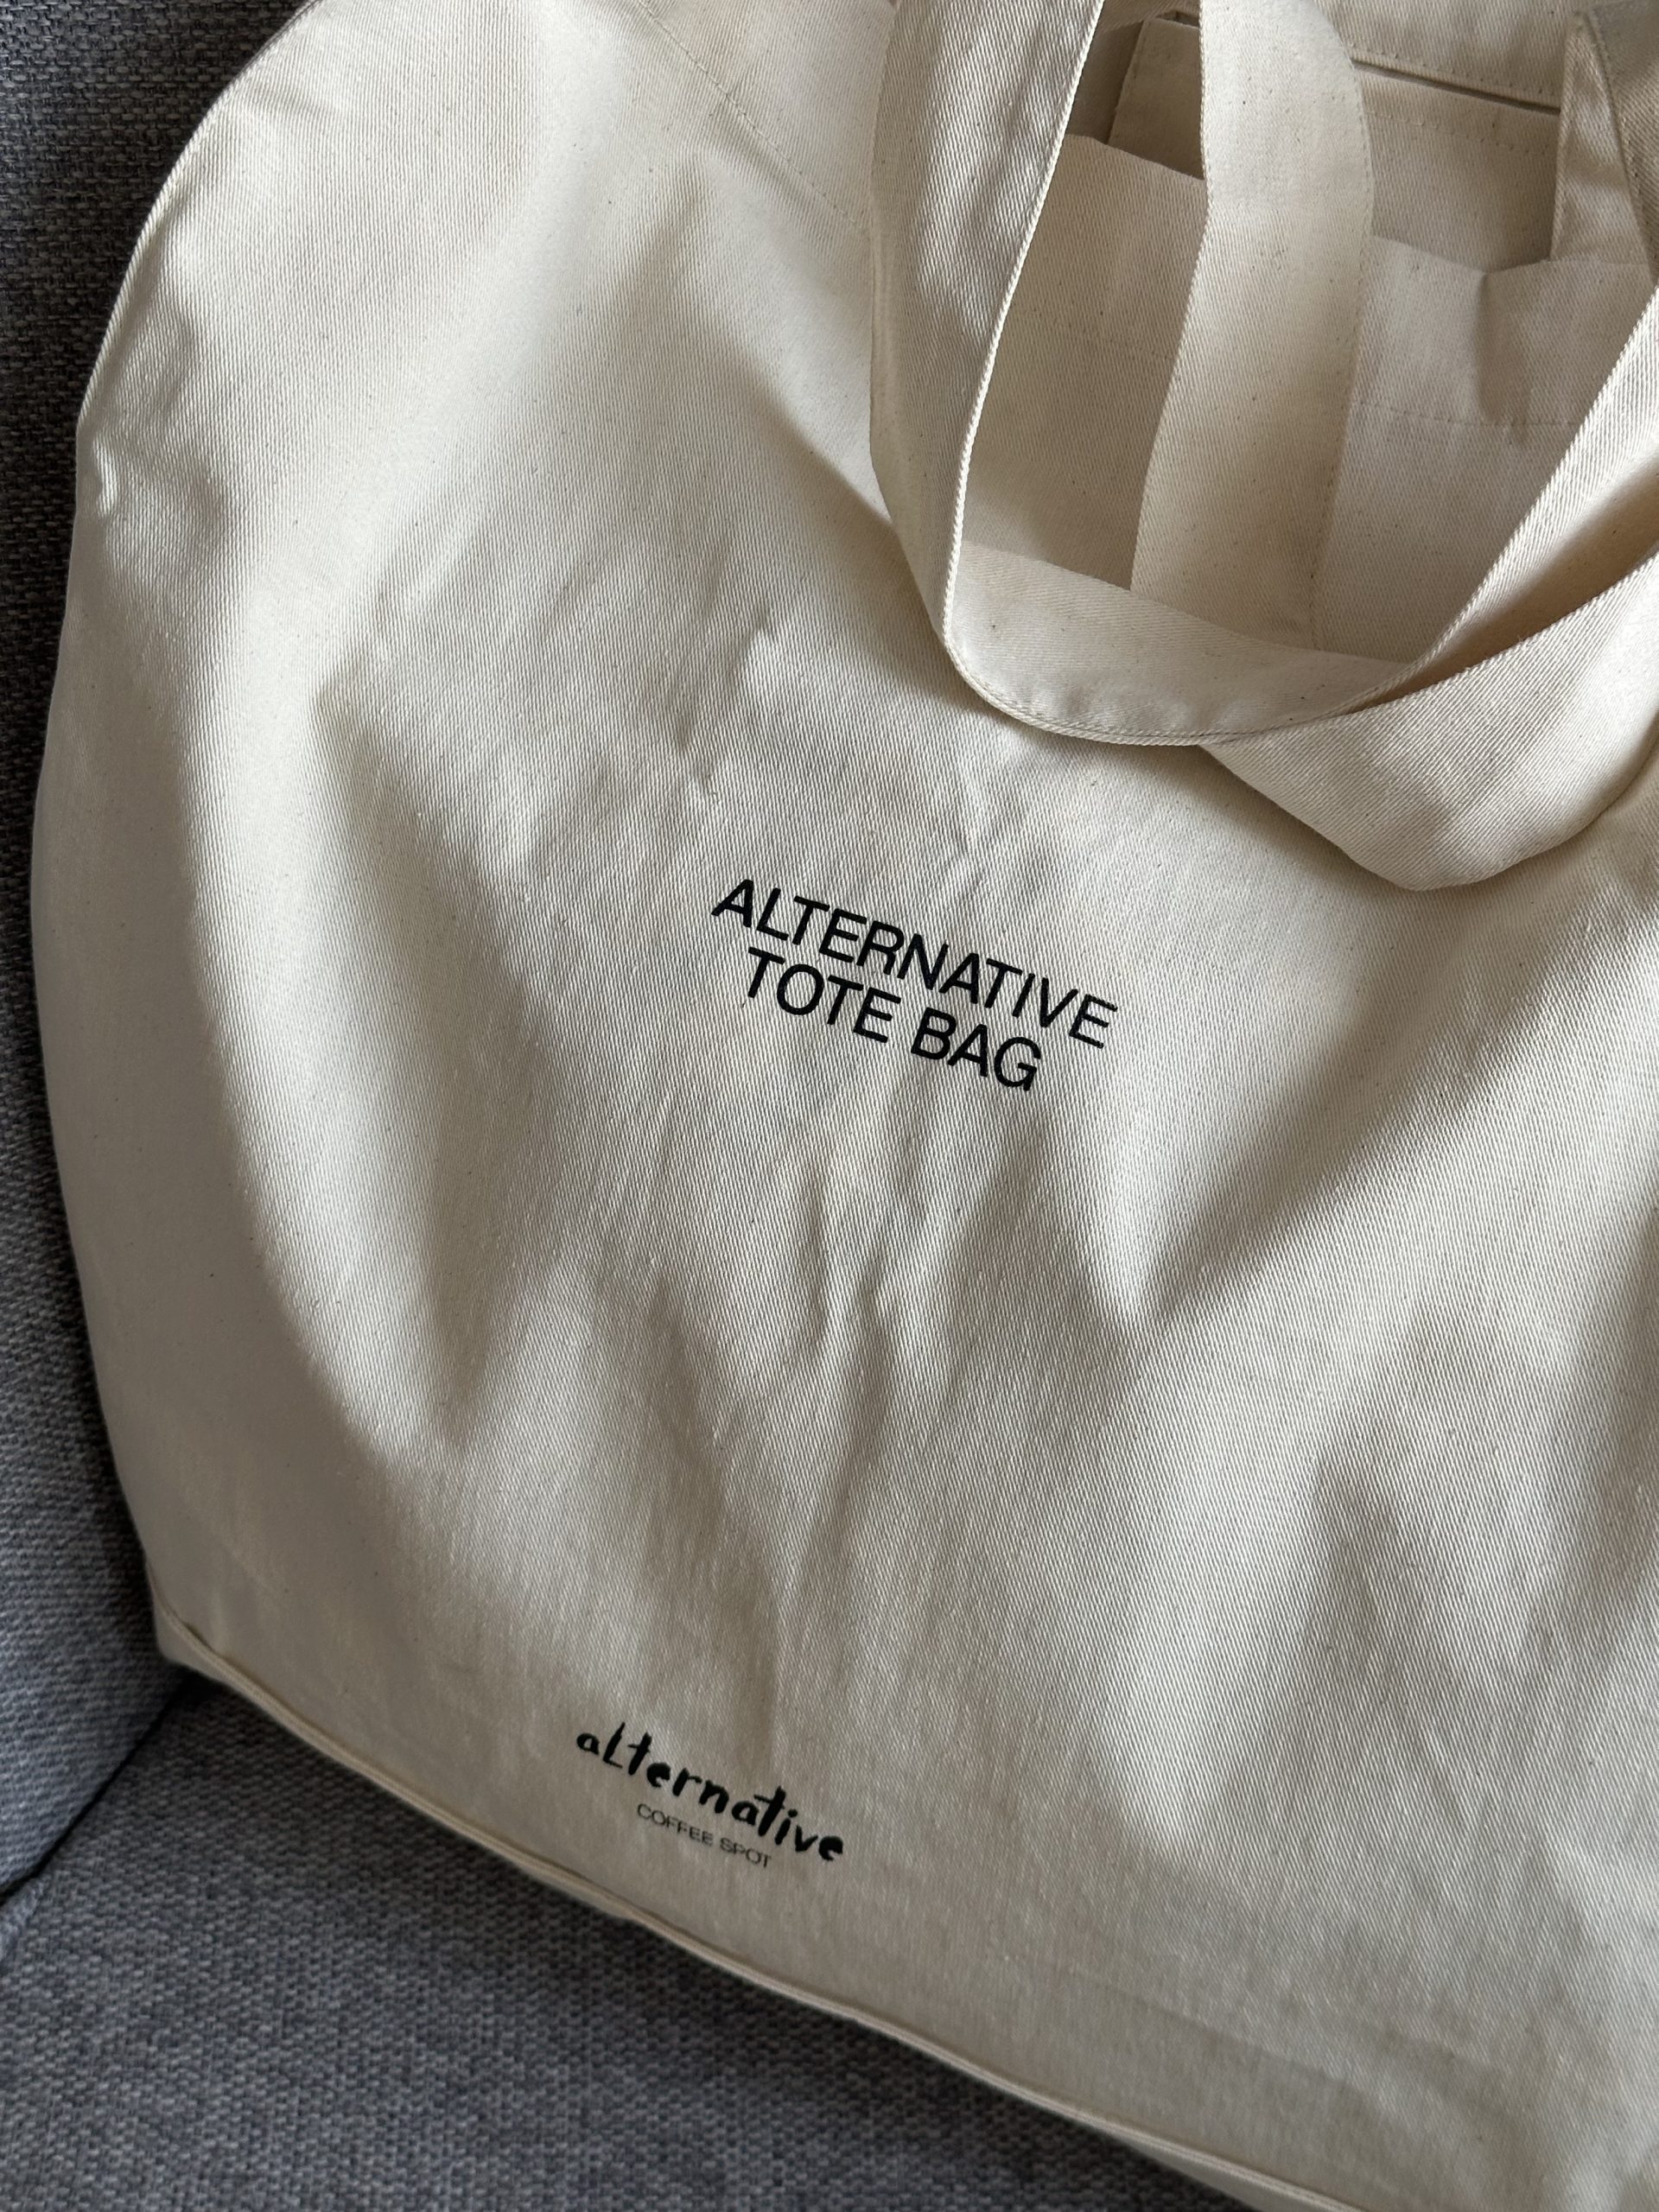 ALTERNATIVE
TOTE BAG
aLternative
COFFEE SPOT